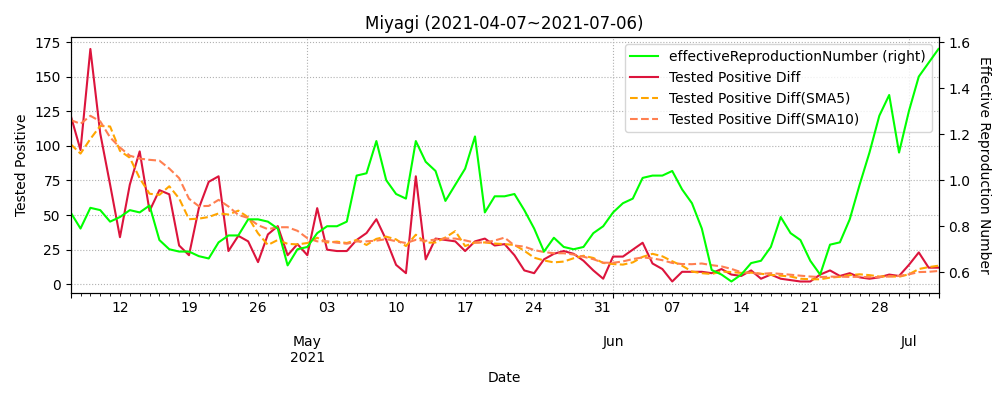 Miyagi (2021-04-07~2021-07-06)
effectiveReproductionNumber (right)
Tested Positive Diff
Tested Positive Diff(SMA5)
Tested Positive Diff(SMA10)
Tested Positive
175
150
125
100
75
50
25
0
1.6
1.4
1.2
1.0
0.8
0.6
Effective Reproduction Number
12 19 26 03 10 17 24 31 07 14 21 28
May Jun Jul
2021
Date